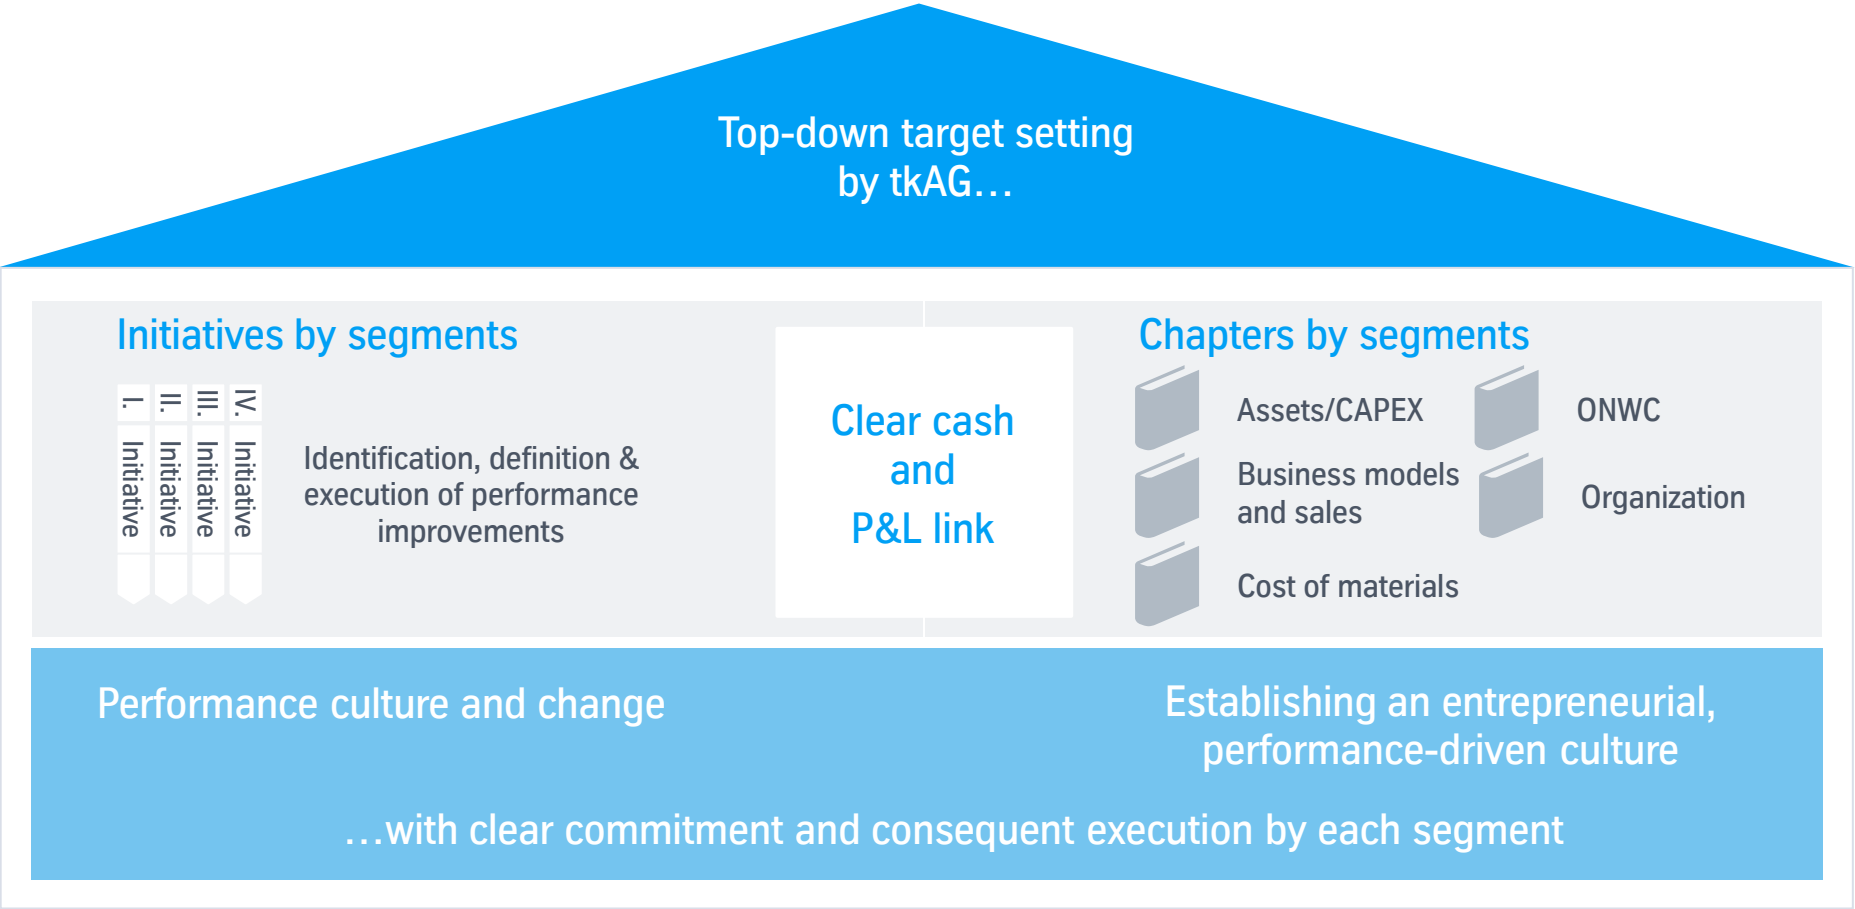 Top-down target setting
by tkAG…
Initiatives by segments
I. Initiative
II. Initiative
III. Initiative
IV. Initiative
Identification, definition &
execution of performance
improvements
Clear cash
and
P&L link
Chapters by segments
Assets/CAPEX
ONWC
Business models
and sales
Organization
Cost of materials
Performance culture and change
Establishing an entrepreneurial,
performance-driven culture
…with clear commitment and consequent execution by each segment